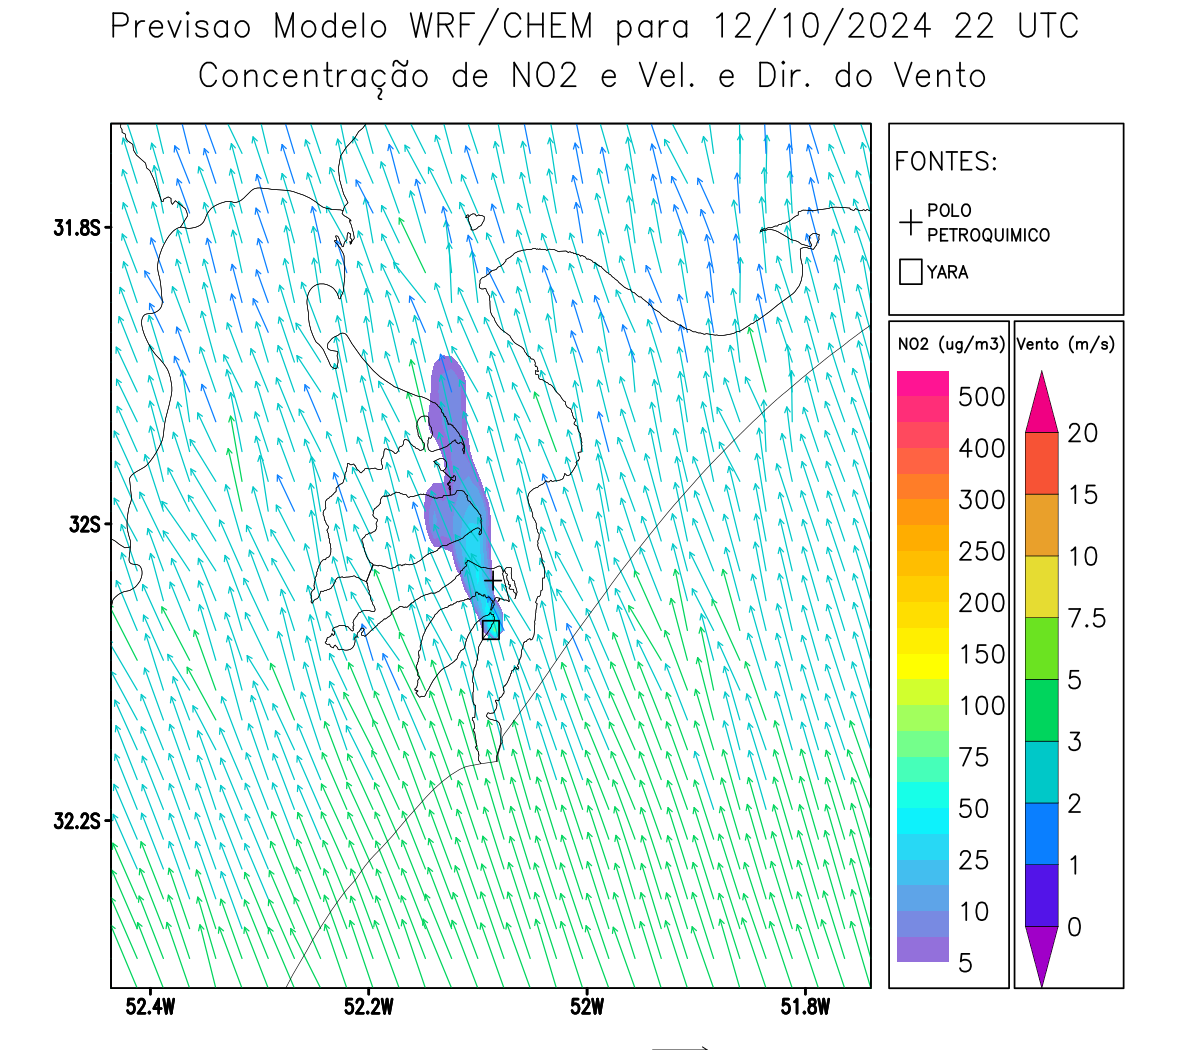 Previsao Modelo WRF/CHEM para 12/10/2024 22 UTC
Concentração de NO2 e Vel. e Dir. do Vento
FONTES:
POLO
PETROQUIMICO
YARA
NO2 (ug/m3)
500
400
300
250
200
150
100
75
50
25
10
5
Vento (m/s)
20
15
10
7.5
5
3
2
1
0
31.8S
32S
32.2S
52.4W
52.2W
52W
51.8W